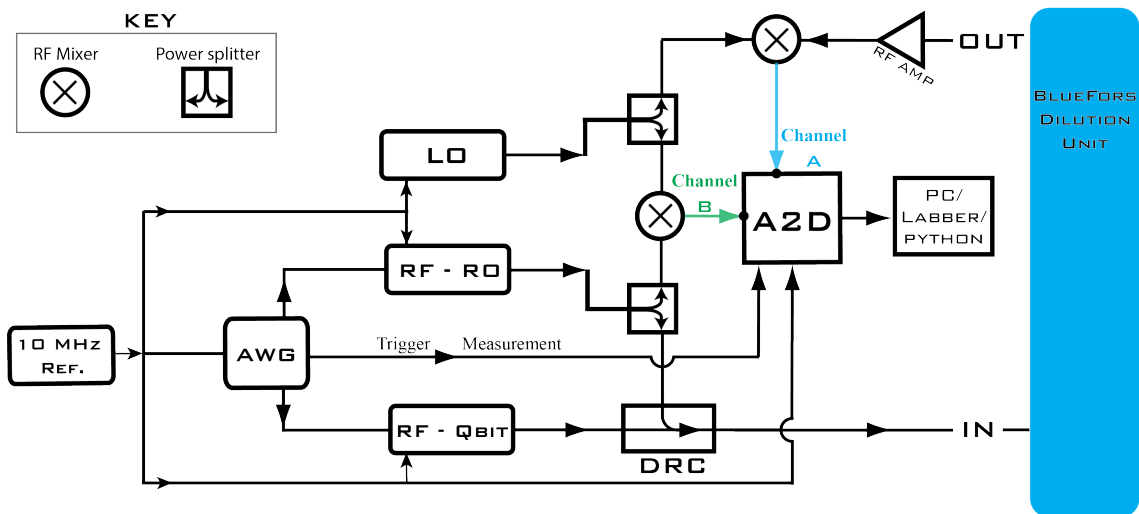 KEY
RF Mixer
Power splitter
LO
RF - RO
10 MHz
Ref.
AWG
Trigger
Measurement
RF - Qbit
DRC
IN
OUT
RF AMP
Channel
A
Channel
B
A2D
PC/
Labber/
python
BlueFors
Dilution
Unit